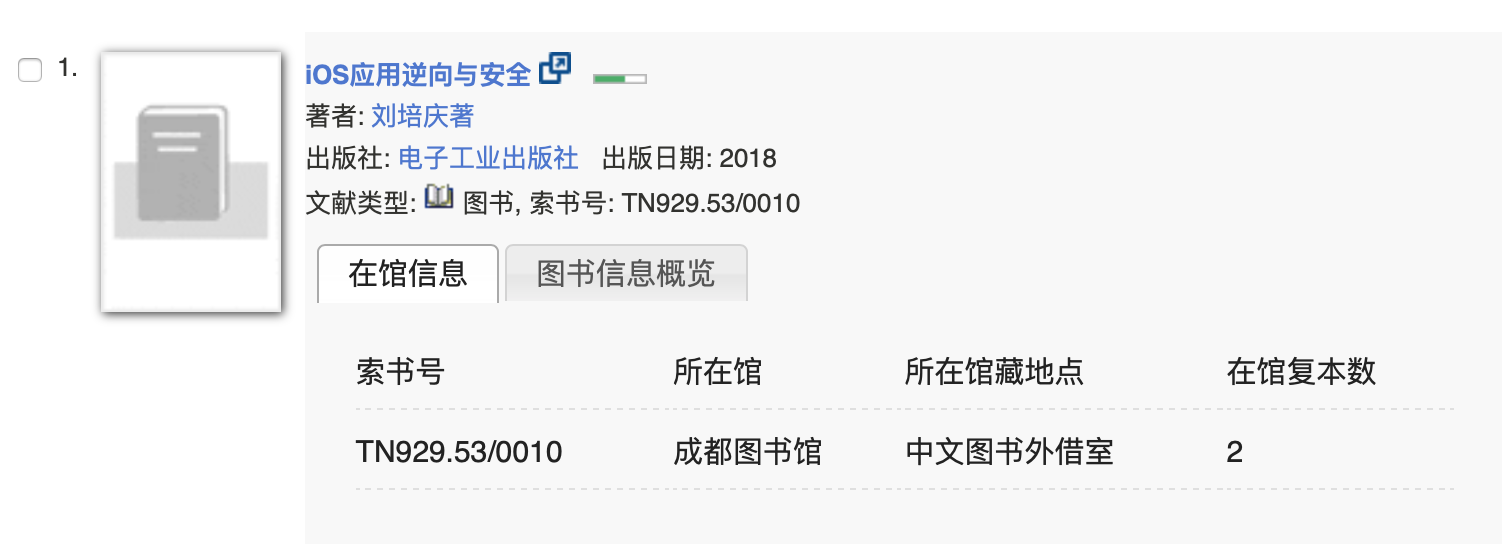 1.
iOS应用逆向与安全
著者: 刘培庆著
出版社: 电子工业出版社 出版日期: 2018
文献类型: 图书, 索书号: TN929.53/0010
在馆信息 图书信息概览
索书号 所在馆 所在馆藏地点 在馆复本数
TN929.53/0010 成都图书馆 中文图书外借室 2